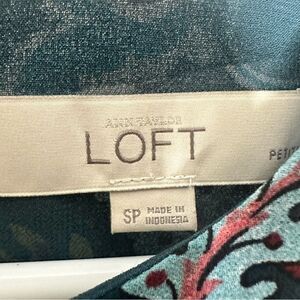 ANN TAYLOR
LOFT
SP
MADE IN
INDONESIA